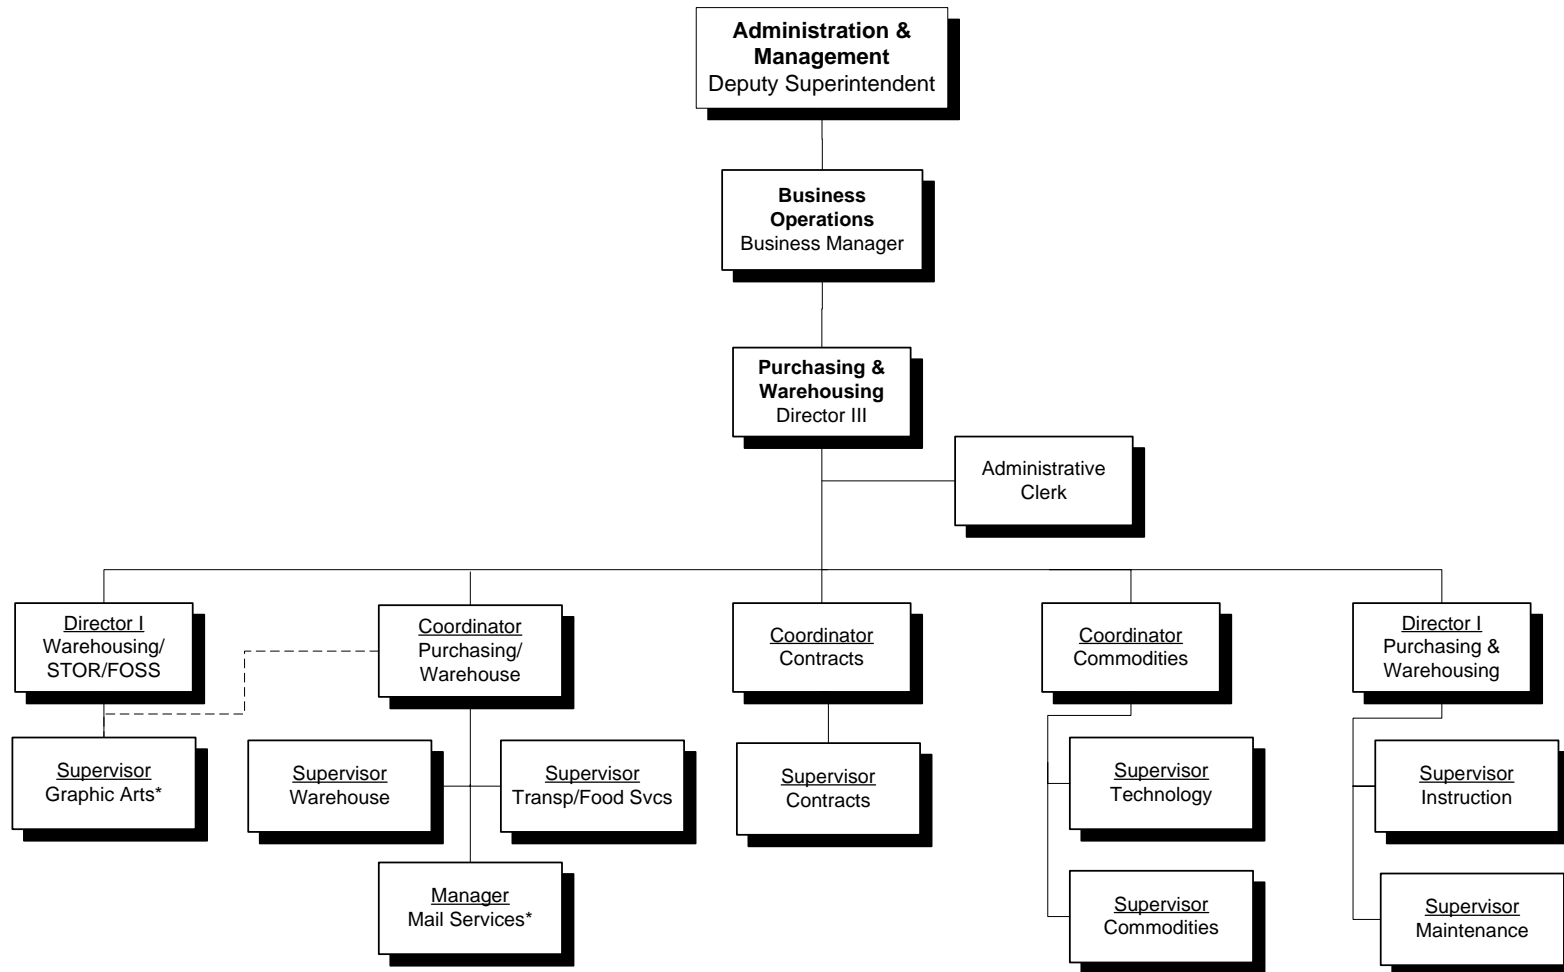 Administration &
Management
Deputy Superintendent
Business
Operations
Business Manager
Purchasing &
Warehousing
Director III
Administrative
Clerk
Director I
Warehousing/
STOR/FOSS
Coordinator
Purchasing/
Warehouse
Coordinator
Contracts
Coordinator
Commodities
Director I
Purchasing &
Warehousing
Supervisor
Graphic Arts*
Supervisor
Warehouse
Supervisor
Transp/Food Svcs
Supervisor
Contracts
Supervisor
Technology
Supervisor
Instruction
Manager
Mail Services*
Supervisor
Commodities
Supervisor
Maintenance